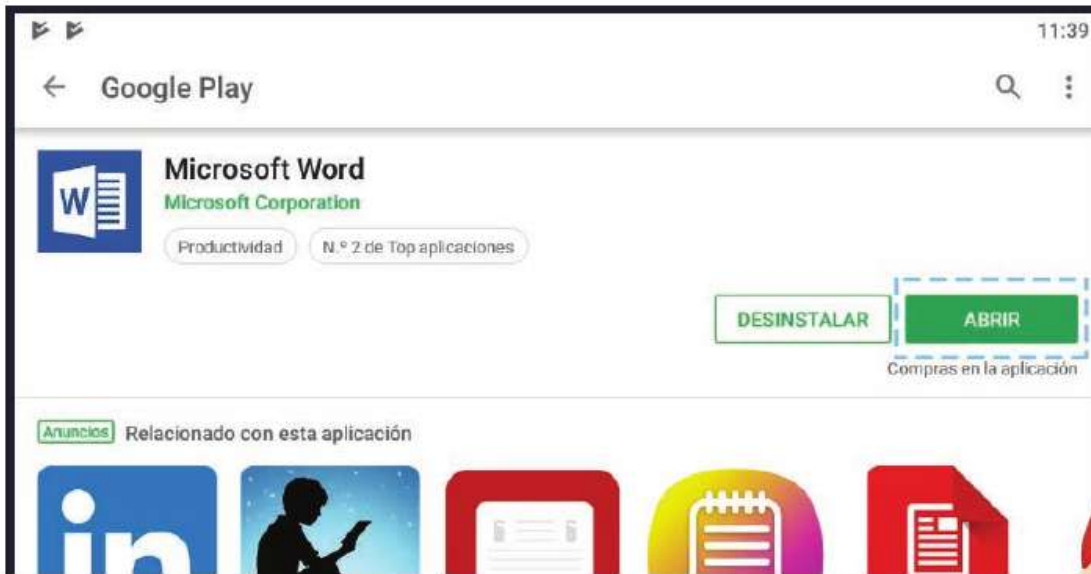 11:39
Google Play
Microsoft Word
Microsoft Corporation
Productividad
N.º 2 de Top aplicaciones
DESINSTALAR
ABRIR
Compras en la aplicación
Anuncios Relacionado con esta aplicación
W
in